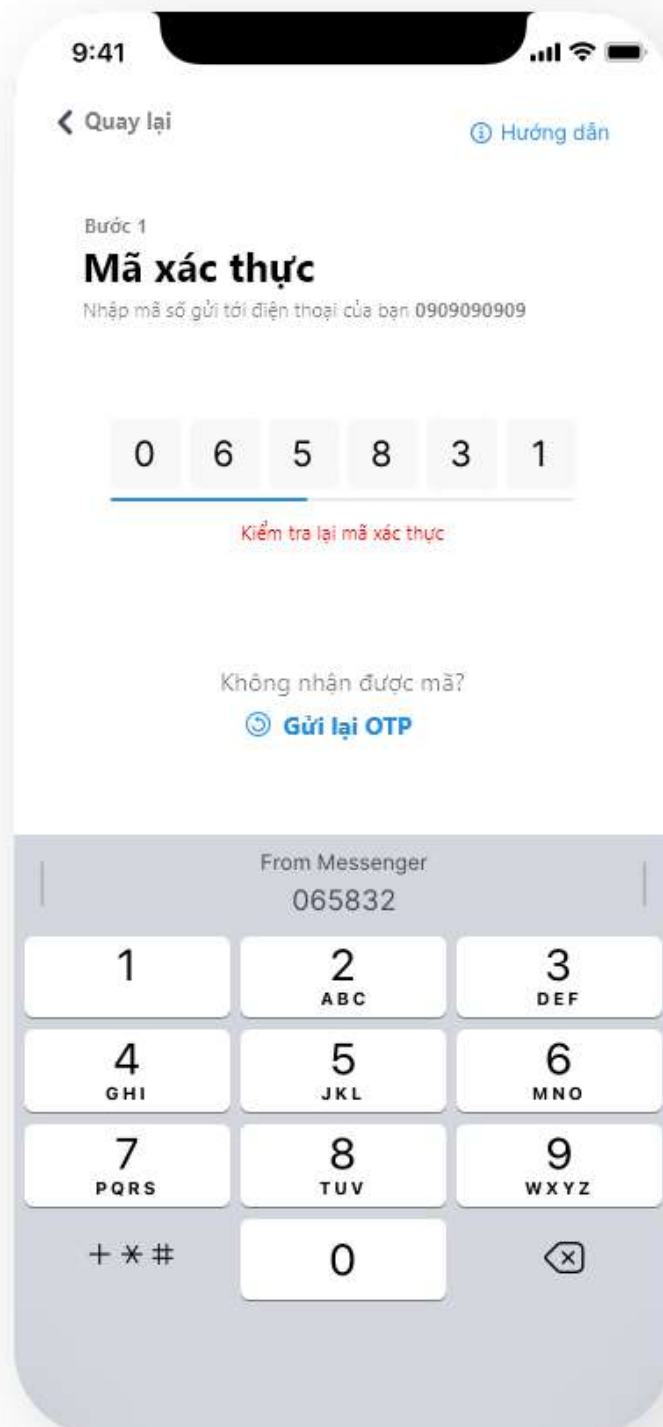 9:41
Quay lại
Hướng dẫn
Bước 1
Mã xác thực
Nhập mã số gửi tới điện thoại của bạn 0909090909
0 6 5 8 3 1
Kiểm tra lại mã xác thực
Không nhận được mã?
Gửi lại OTP
From Messenger
065832
1 2 3
ABC DEF
4 5 6
GHI JKL MNO
7 8 9
PQRS TUV WXYZ
+ * # 0